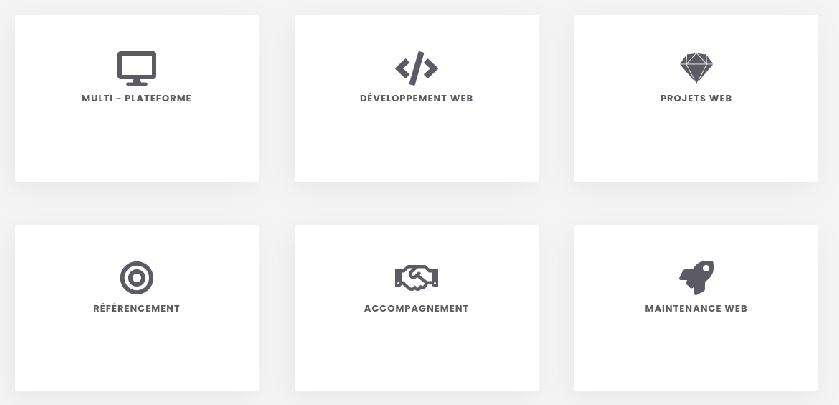 MULTI - PLATEFORME
DÉVELOPPEMENT WEB
PROJETS WEB
RÉFÉRENCEMENT
ACCOMPAGNEMENT
MAINTENANCE WEB